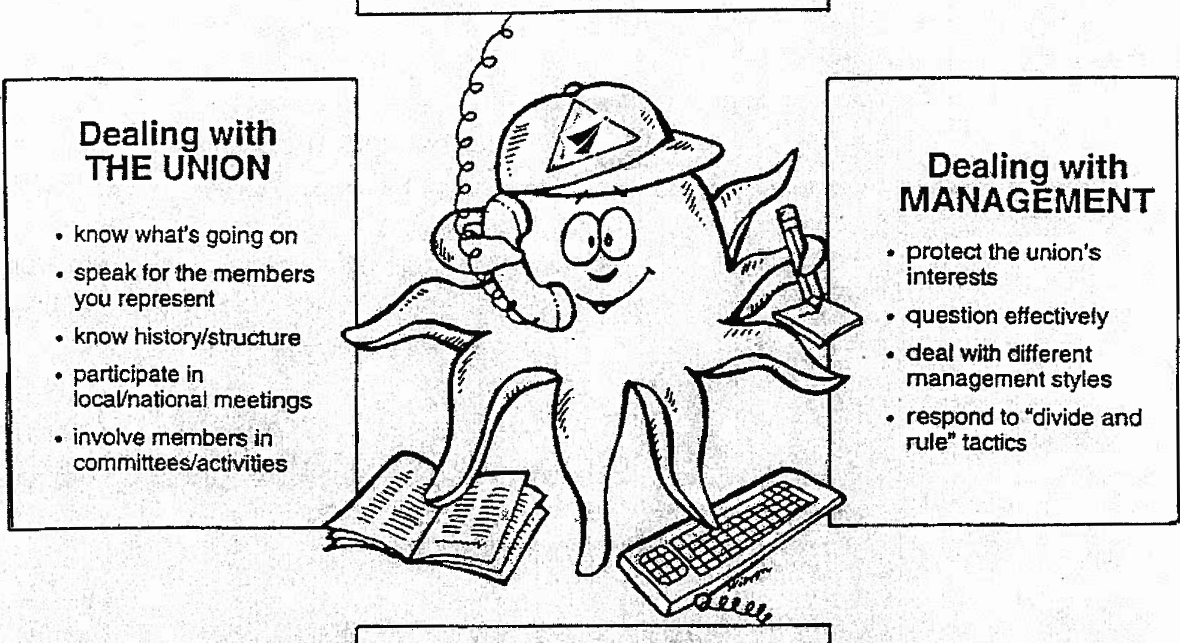 Dealing with
THE UNION
• know what's going on
• speak for the members
you represent
• know history/structure
• participate in
local/national meetings
• involve members in
committees/activities
Dealing with
MANAGEMENT
• protect the union's
interests
• question effectively
• deal with different
management styles
• respond to "divide and
rule" tactics